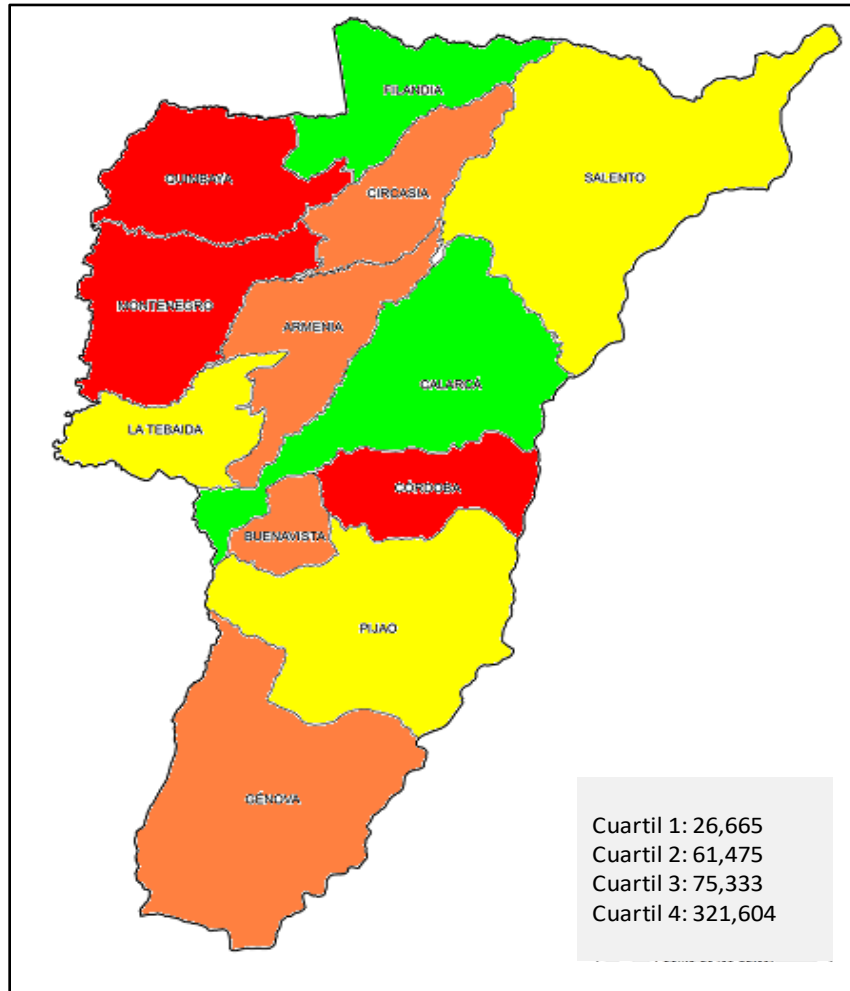 FILANDIA
QUIMBAYA
CIRCASIA
SALENTO
MONTENEGRO
ARMENIA
CALARCÁ
LA TEBAIDA
CÓRDOBA
BUENAVISTA
PIJAO
GÉNOVA
Cuartil 1: 26,665
Cuartil 2: 61,475
Cuartil 3: 75,333
Cuartil 4: 321,604